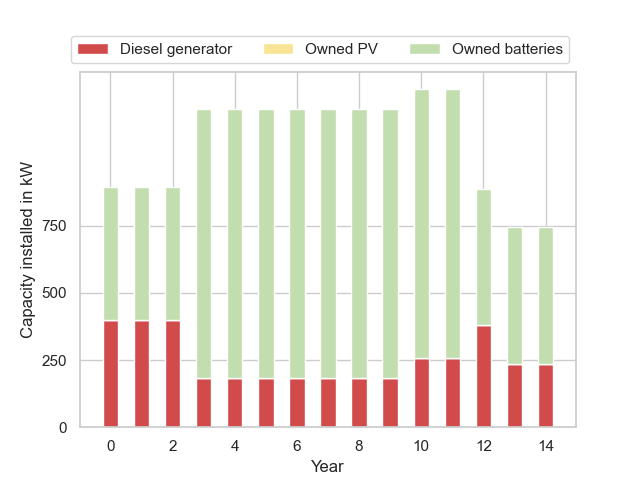 Diesel generator Owned PV Owned batteries
Capacity installed in kW
750
500
250
0
0 2 4 6 8 10 12 14
Year